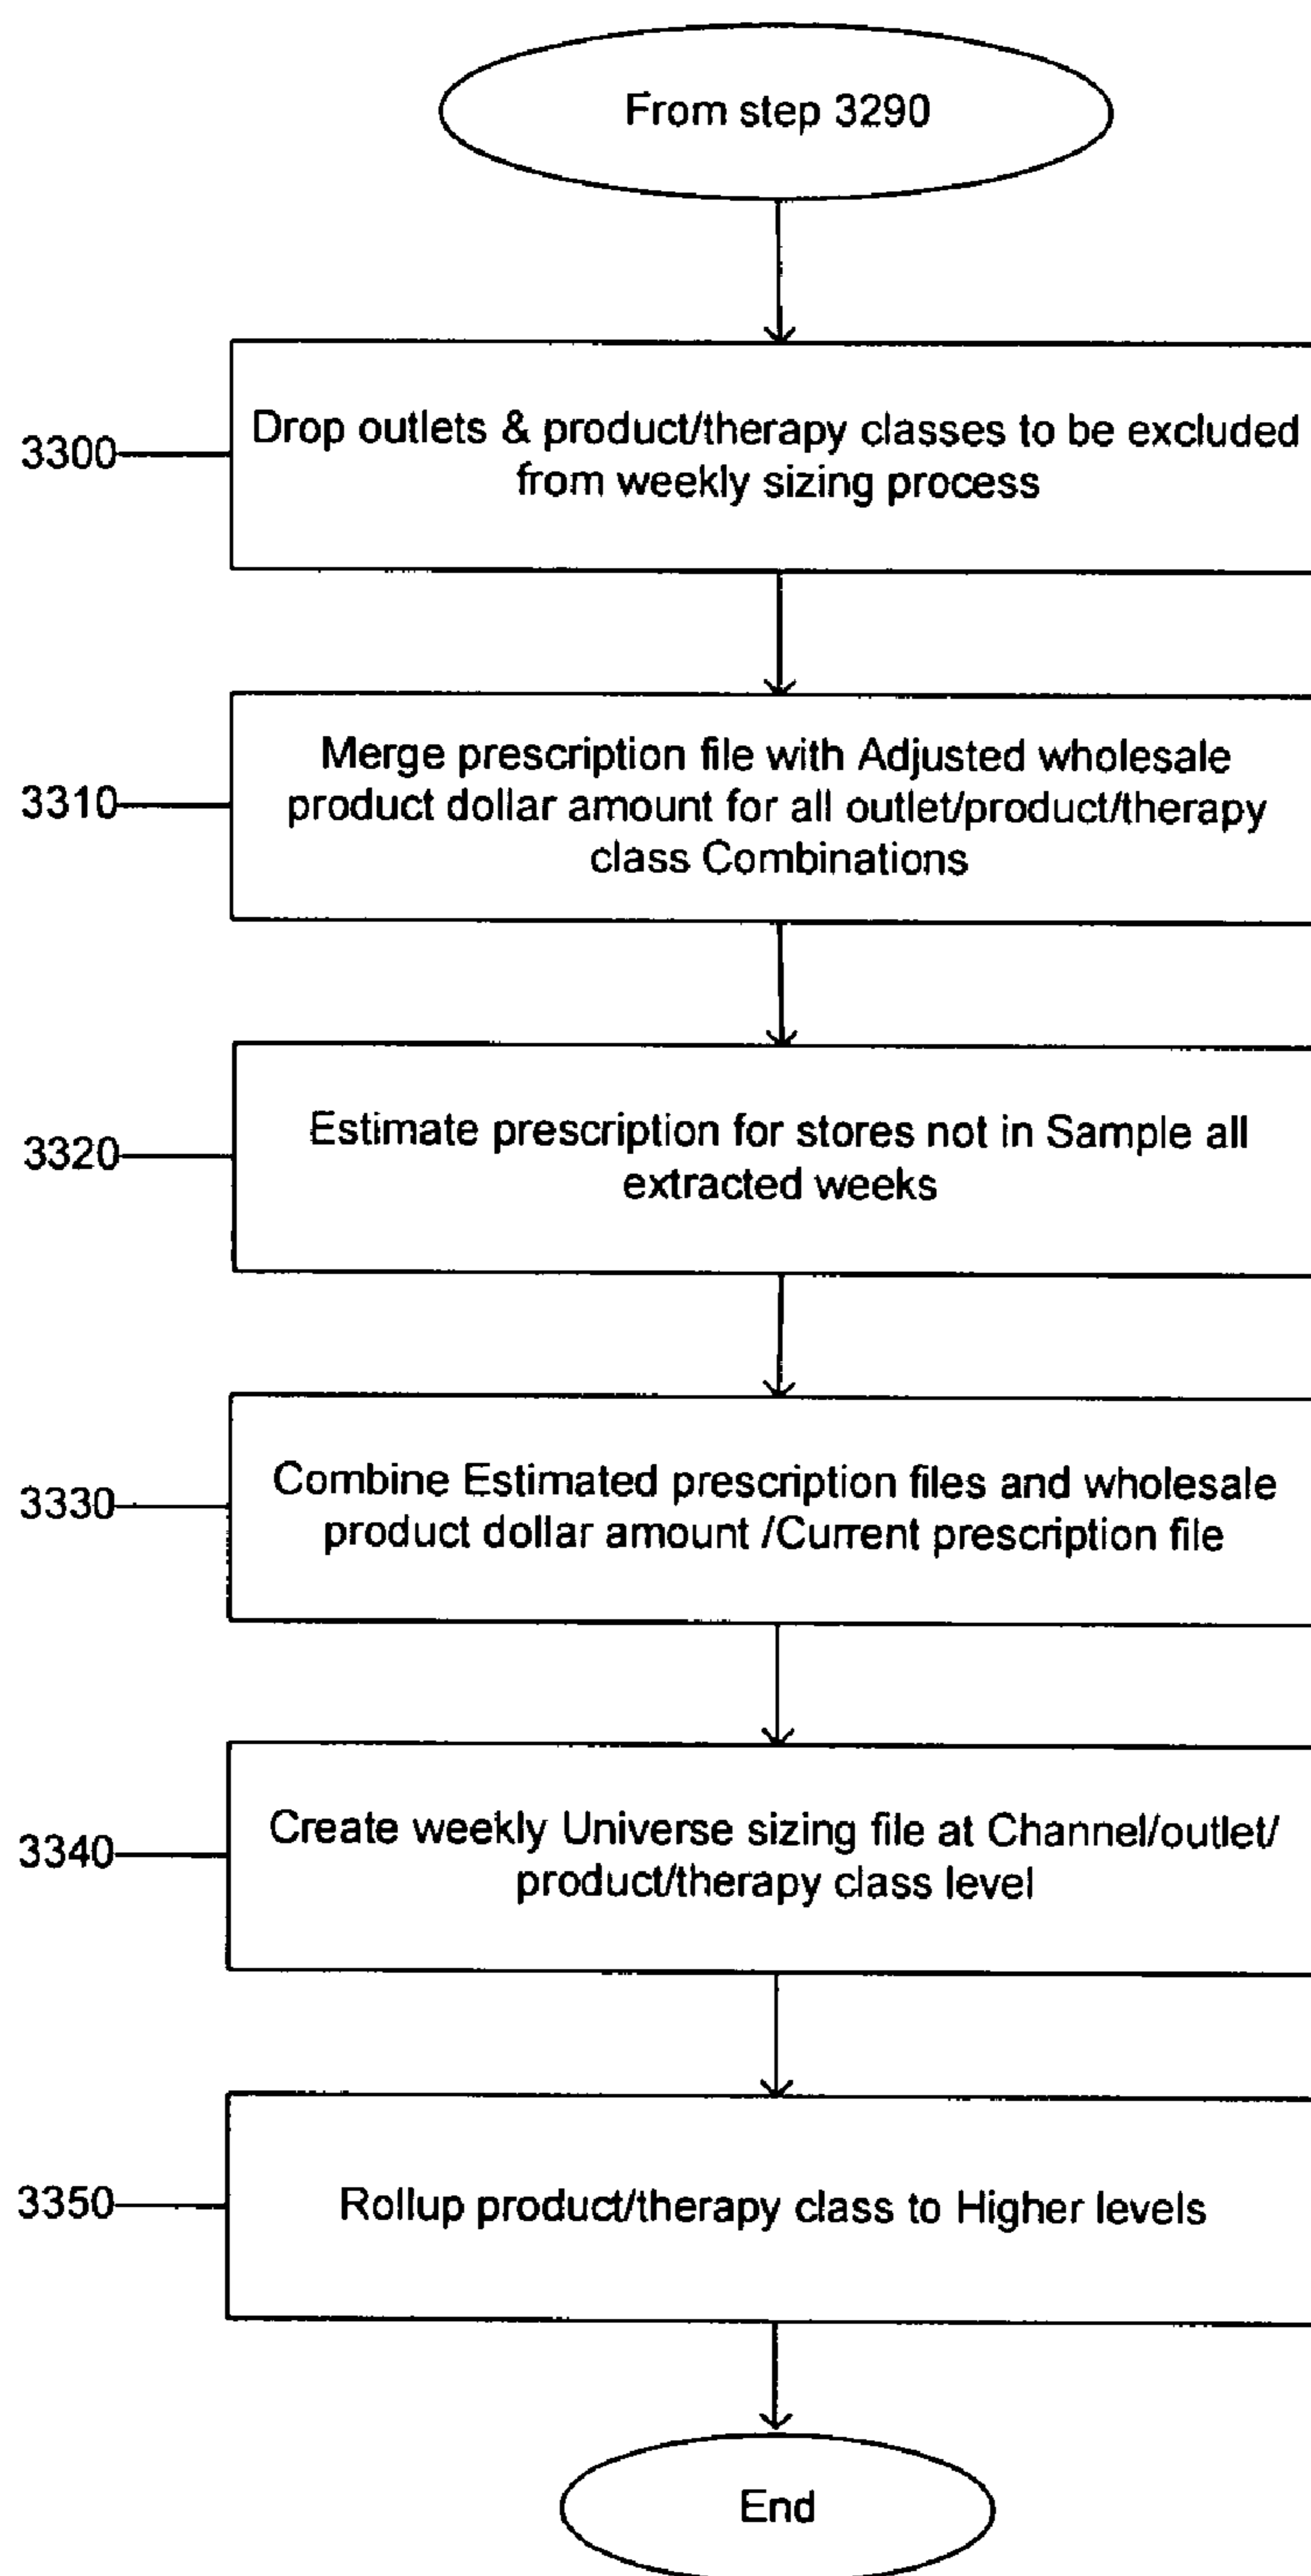 From step 3290
3300
Drop outlets & product/therapy classes to be excluded
from weekly sizing process
3310
Merge prescription file with Adjusted wholesale
product dollar amount for all outlet/product/therapy
class Combinations
3320
Estimate prescription for stores not in Sample all
extracted weeks
3330
Combine Estimated prescription files and wholesale
product dollar amount /Current prescription file
3340
Create weekly Universe sizing file at Channel/outlet/
product/therapy class level
3350
Rollup product/therapy class to Higher levels
End